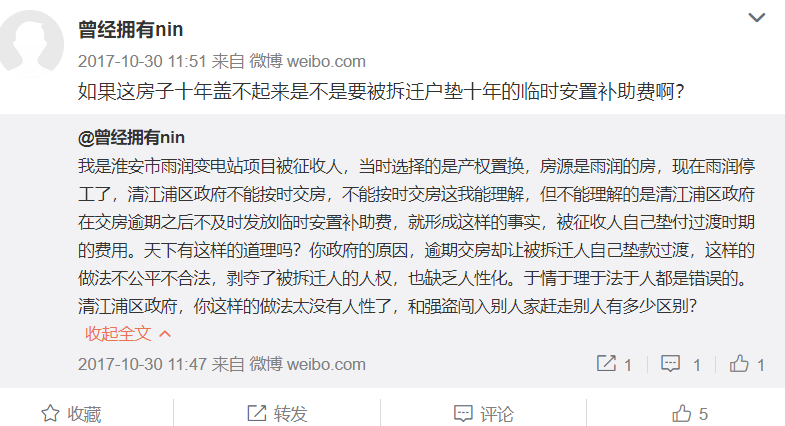 曾经拥有nin
2017-10-30 11:51 来自 微博 weibo.com
如果这房子十年盖不起来是不是要被拆迁户垫十年的临时安置补助费啊？
@曾经拥有nin
我是淮安市雨润变电站项目被征收人，当时选择的是产权置换，房源是雨润的房，现在雨润停
工了，清江浦区政府不能按时交房，不能按时交房这我能理解，但不能理解的是清江浦区政府
在交房逾期之后不及时发放临时安置补助费，就形成这样的事实，被征收人自己垫付过渡时期
的费用。天下有这样的道理吗？你政府的原因，逾期交房却让被拆迁人自己垫款过渡，这样的
做法不公平不合法，剥夺了被拆迁人的人权，也缺乏人性化。于情于理于法于人都是错误的。
清江浦区政府，你这样的做法太没有人性了，和强盗闯入别人家赶走别人有多少区别？
收起全文
2017-10-30 11:47 来自 微博 weibo.com 1 1 1
收藏 转发 评论 5